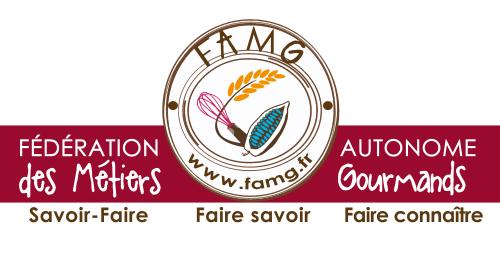 FAMG
www.famg.fr
FÉDÉRATION AUTONOME
des Métiers Gourmands
Savoir-Faire Faire savoir Faire connaître